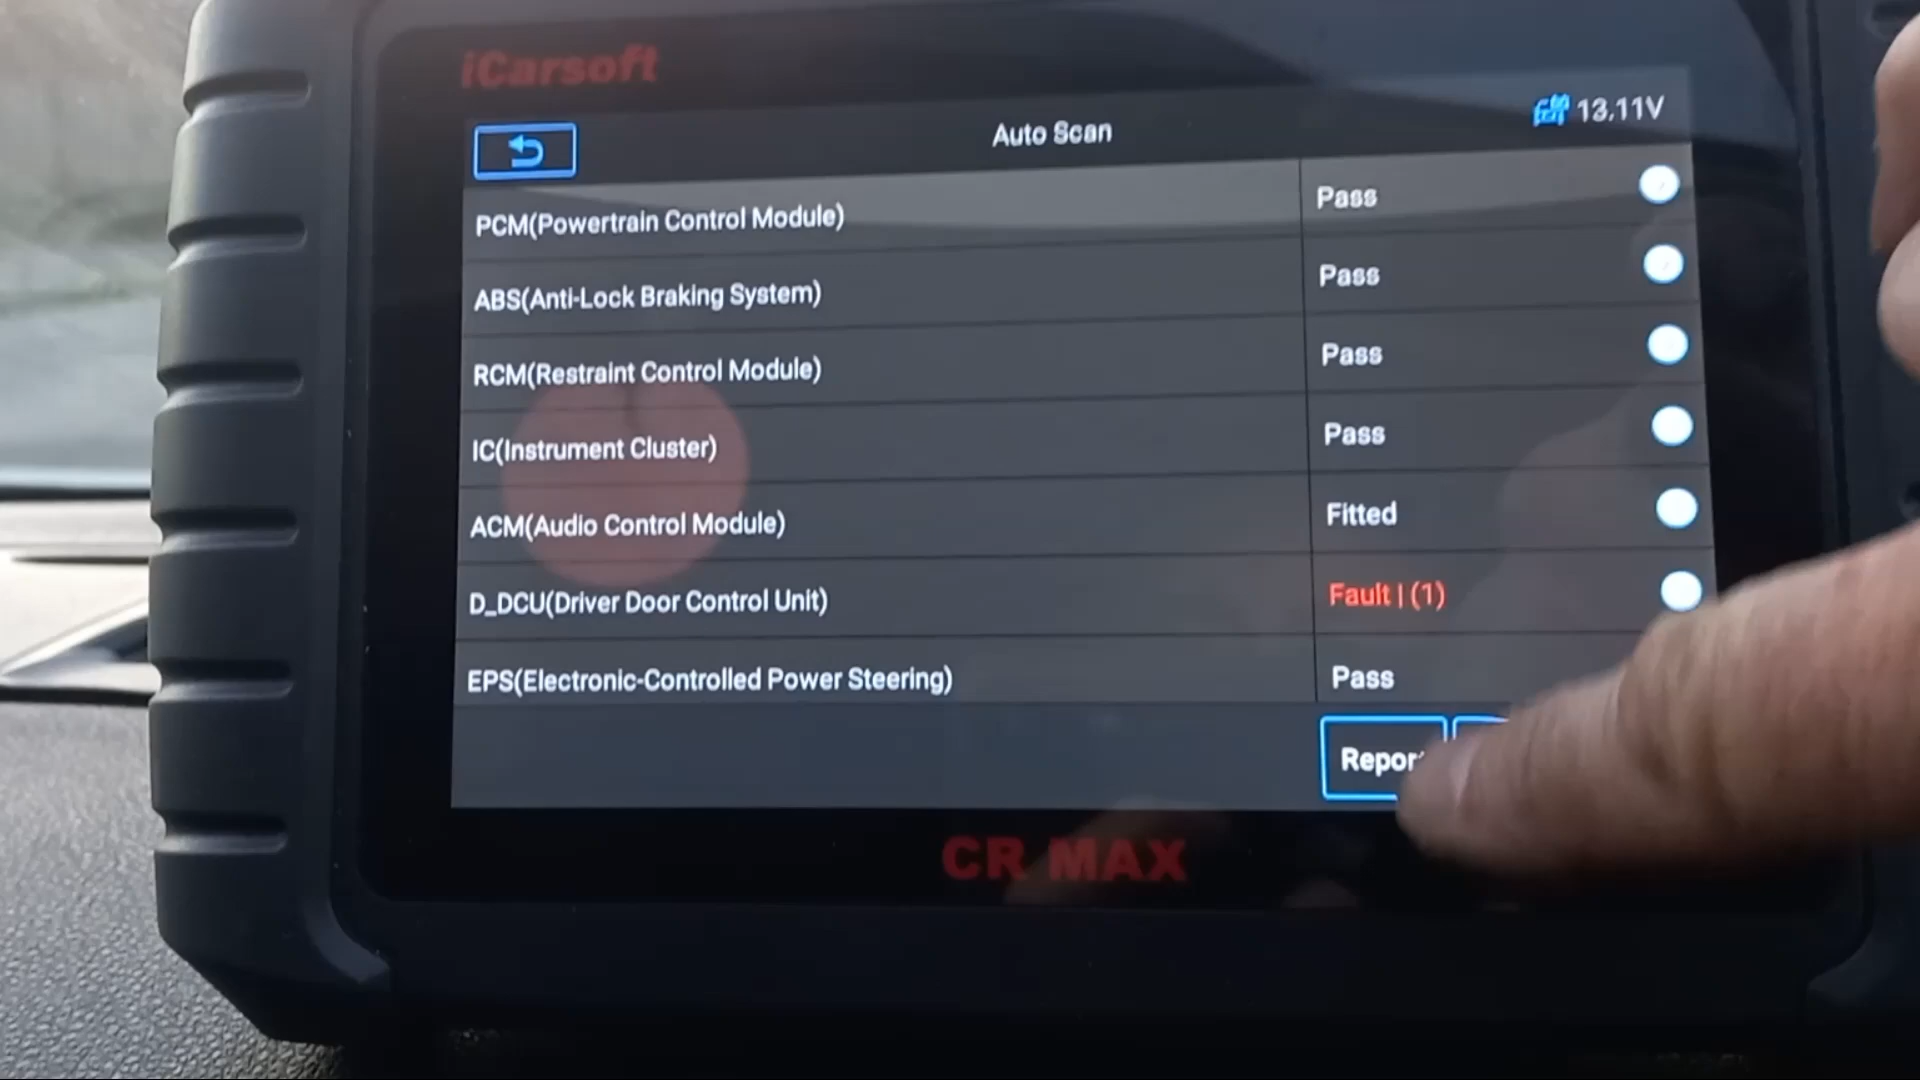 iCarsoft
Auto Scan
13.11V
PCM(Powertrain Control Module) Pass
ABS(Anti-Lock Braking System) Pass
RCM(Restraint Control Module) Pass
IC(Instrument Cluster) Pass
ACM(Audio Control Module) Fitted
D_DCU(Driver Door Control Unit) Fault | (1)
EPS(Electronic-Controlled Power Steering) Pass
Repor
CR MAX